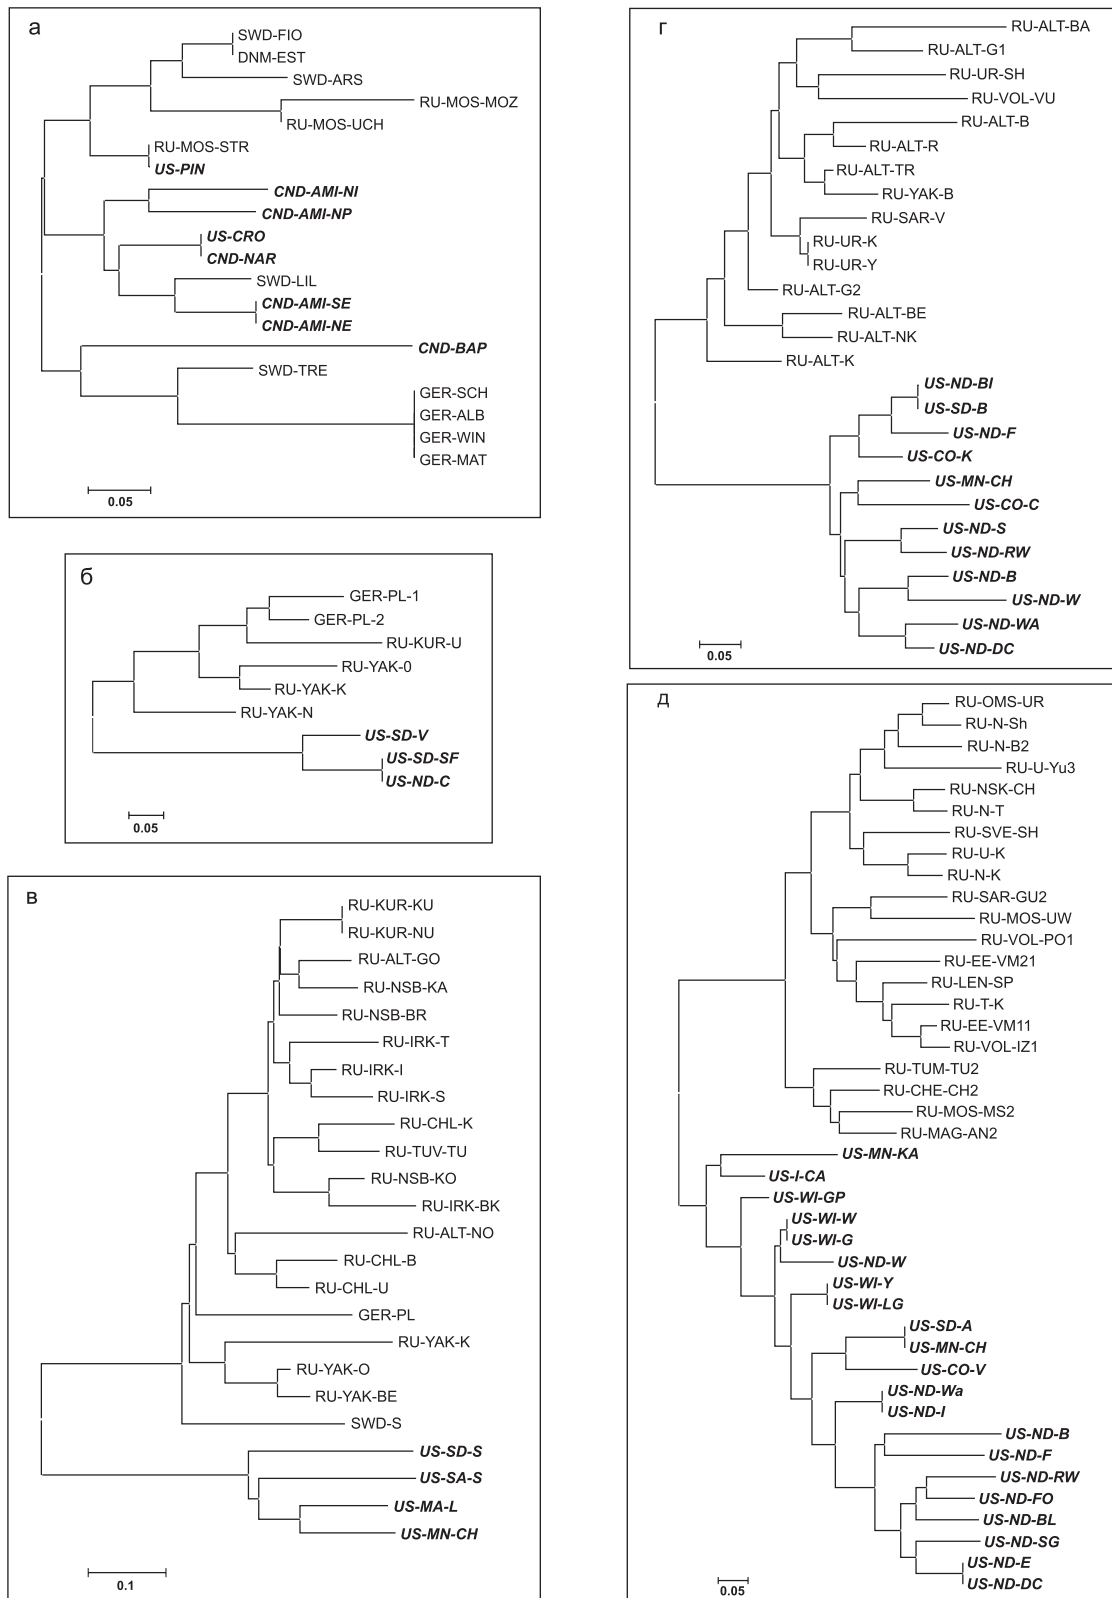 а
SWD-FIO
DNM-EST
SWD-ARS
RU-MOS-MOZ
RU-MOS-UCH
RU-MOS-STR
US-PIN
CND-AMI-NI
CND-AMI-NP
US-CRO
CND-NAR
SWD-LIL
CND-AMI-SE
CND-AMI-NE
CND-BAP
SWD-TRE
GER-SCH
GER-ALB
GER-WIN
GER-MAT
0.05
б
GER-PL-1
GER-PL-2
RU-KUR-U
RU-YAK-0
RU-YAK-K
RU-YAK-N
US-SD-V
US-SD-SF
US-ND-C
0.05
в
RU-KUR-KU
RU-KUR-NU
RU-ALT-GO
RU-NSB-KA
RU-NSB-BR
RU-IRK-T
RU-IRK-I
RU-IRK-S
RU-CHL-K
RU-TUV-TU
RU-NSB-KO
RU-IRK-BK
RU-ALT-NO
RU-CHL-B
RU-CHL-U
GER-PL
RU-YAK-K
RU-YAK-O
RU-YAK-BE
SWD-S
US-SD-S
US-SA-S
US-MA-L
US-MN-CH
0.1
г
RU-ALT-BA
RU-ALT-G1
RU-UR-SH
RU-VOL-VU
RU-ALT-B
RU-ALT-R
RU-ALT-TR
RU-YAK-B
RU-SAR-V
RU-UR-K
RU-UR-Y
RU-ALT-G2
RU-ALT-BE
RU-ALT-NK
RU-ALT-K
US-ND-BI
US-SD-B
US-ND-F
US-CO-K
US-MN-CH
US-CO-C
US-ND-S
US-ND-RW
US-ND-B
US-ND-W
US-ND-WA
US-ND-DC
0.05
д
RU-OMS-UR
RU-N-Sh
RU-N-B2
RU-U-Yu3
RU-NSK-CH
RU-N-T
RU-SVE-SH
RU-U-K
RU-N-K
RU-SAR-GU2
RU-MOS-UW
RU-VOL-PO1
RU-EE-VM21
RU-LEN-SP
RU-T-K
RU-EE-VM11
RU-VOL-IZ1
RU-TUM-TU2
RU-CHE-CH2
RU-MOS-MS2
RU-MAG-AN2
US-MN-KA
US-I-CA
US-WI-GP
US-WI-W
US-WI-G
US-ND-W
US-WI-Y
US-WI-LG
US-SD-A
US-MN-CH
US-CO-V
US-ND-Wa
US-ND-I
US-ND-B
US-ND-F
US-ND-RW
US-ND-FO
US-ND-BL
US-ND-SG
US-ND-E
US-ND-DC
0.05